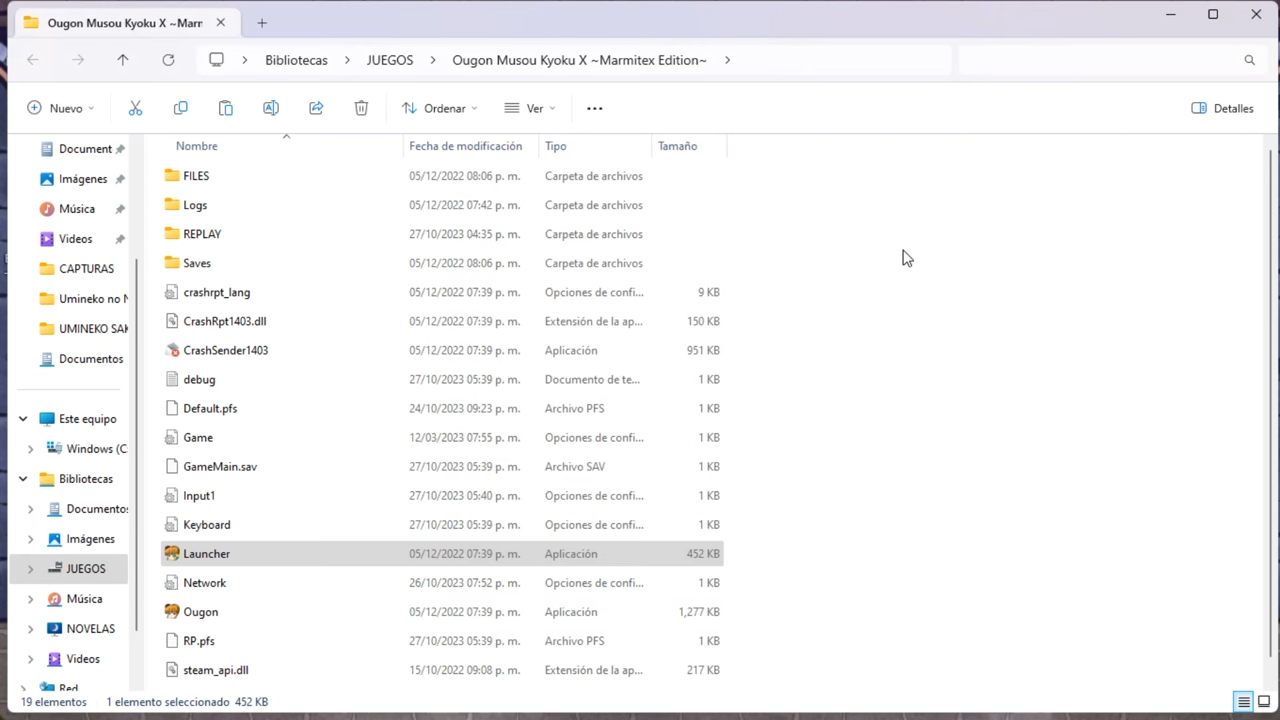 Ougon Musou Kyoku X ~Marr
Bibliotecas > JUEGOS > Ougon Musou Kyoku X ~Marmitex Edition~ >
Nuevo Ordenar Ver Detalles
Nombre Fecha de modificación Tipo Tamaño
Document
Imágenes
Música
Videos
CAPTURAS
Umineko no N
UMINEKO SAK
Documentos
Este equipo
Windows (C
Bibliotecas
Documentos
Imágenes
JUEGOS
Música
NOVELAS
Videos
Red
FILES 05/12/2022 08:06 p. m. Carpeta de archivos
Logs 05/12/2022 07:42 p. m. Carpeta de archivos
REPLAY 27/10/2023 04:35 p. m. Carpeta de archivos
Saves 05/12/2022 08:06 p. m. Carpeta de archivos
crashrpt_lang 05/12/2022 07:39 p. m. Opciones de confi... 9 KB
CrashRpt1403.dll 05/12/2022 07:39 p. m. Extensión de la ap... 150 KB
CrashSender1403 05/12/2022 07:39 p. m. Aplicación 951 KB
debug 27/10/2023 05:39 p. m. Documento de te... 1 KB
Default.pfs 24/10/2023 09:23 p. m. Archivo PFS 1 KB
Game 12/03/2023 07:55 p. m. Opciones de confi... 1 KB
GameMain.sav 27/10/2023 05:39 p. m. Archivo SAV 1 KB
Input1 27/10/2023 05:40 p. m. Opciones de confi... 1 KB
Keyboard 27/10/2023 05:39 p. m. Opciones de confi... 1 KB
Launcher 05/12/2022 07:39 p. m. Aplicación 452 KB
Network 26/10/2023 07:52 p. m. Opciones de confi... 1 KB
Ougon 05/12/2022 07:39 p. m. Aplicación 1,277 KB
RP.pfs 27/10/2023 05:39 p. m. Archivo PFS 1 KB
steam_api.dll 15/10/2022 09:08 p. m. Extensión de la ap... 217 KB
19 elementos 1 elemento seleccionado 452 KB